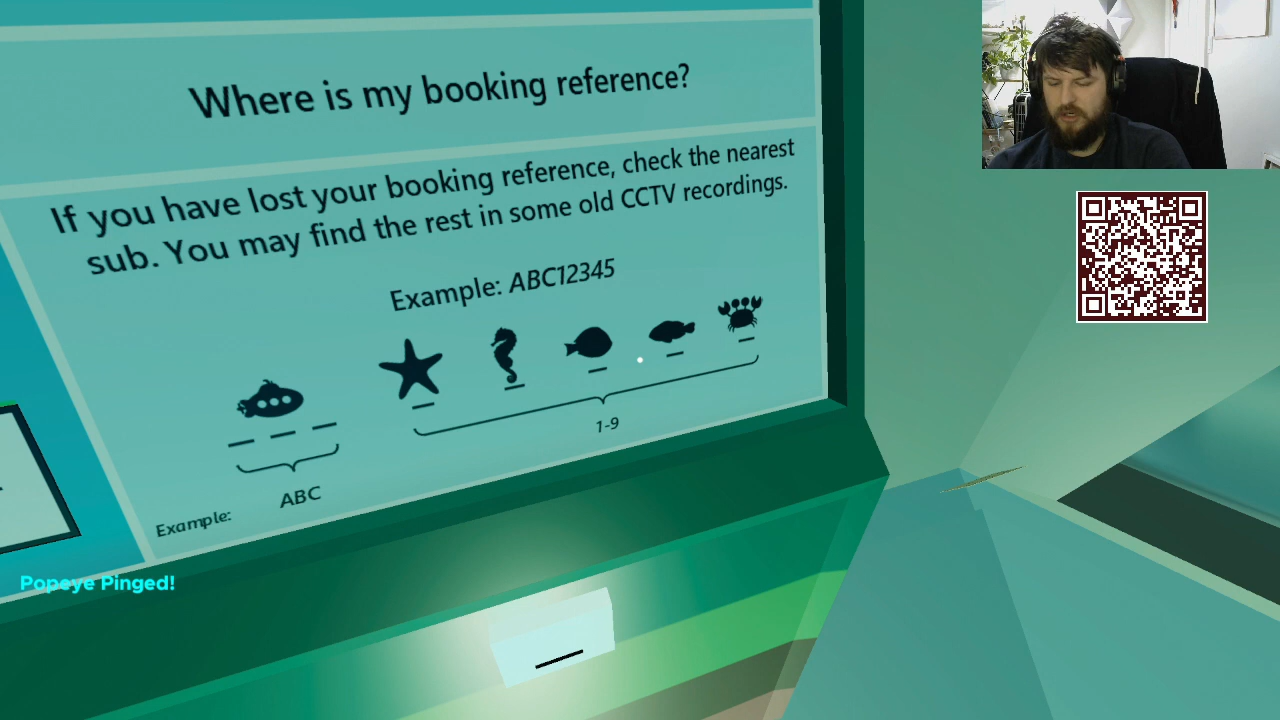 Where is my booking reference?
If you have lost your booking reference, check the nearest
sub. You may find the rest in some old CCTV recordings.
Example: ABC12345
1-9
ABC
Example:
Popeye Pinged!